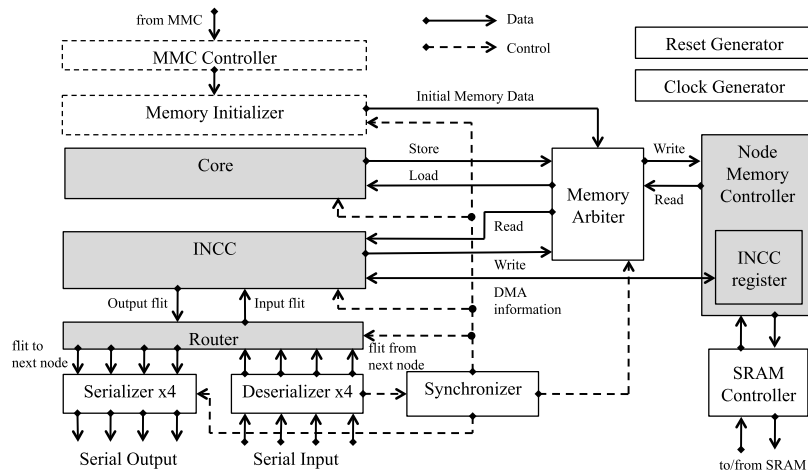 from MMC
Data
Control
Reset Generator
Clock Generator
MMC Controller
Memory Initializer
Initial Memory Data
Core
Store
Load
Memory
Arbiter
Write
Read
Node
Memory
Controller
INCC
Read
Write
DMA
information
INCC
register
Output flit
Input flit
Router
flit to
next node
flit from
next node
Serializer x4
Deserializer x4
Synchronizer
SRAM
Controller
Serial Output
Serial Input
to/from SRAM